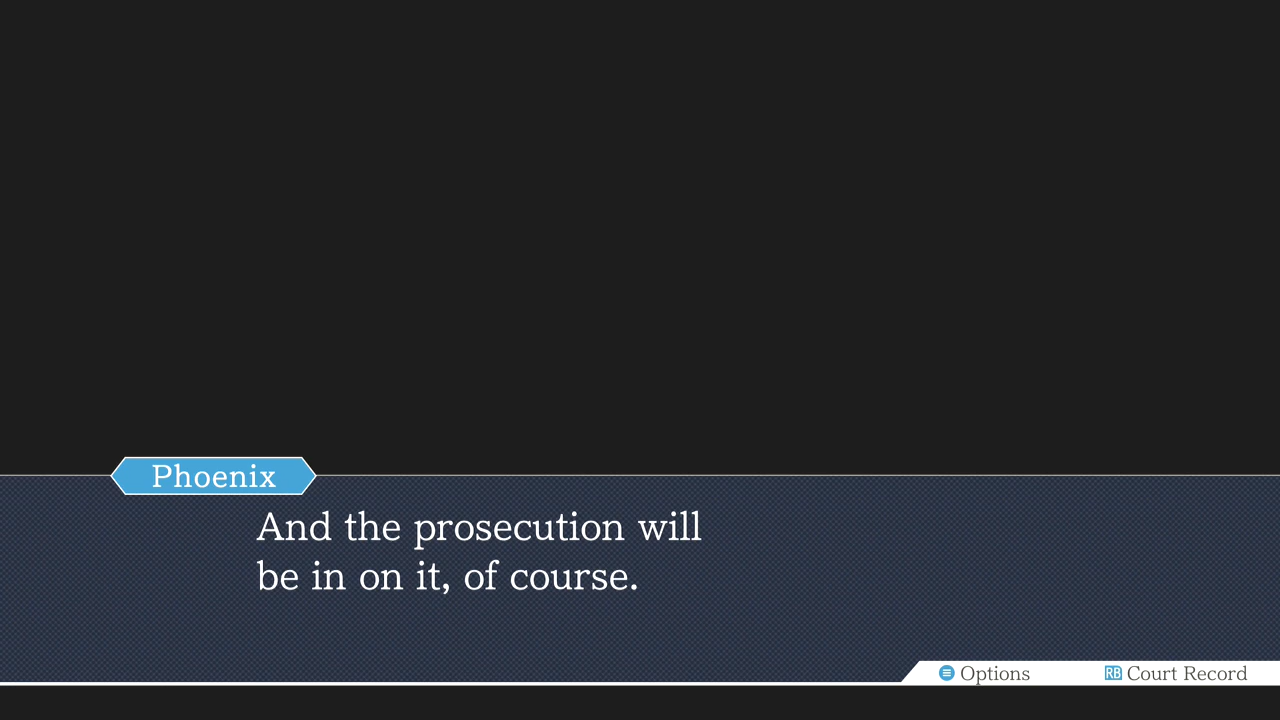 Phoenix
And the prosecution will
be in on it, of course.
Options
RB Court Record